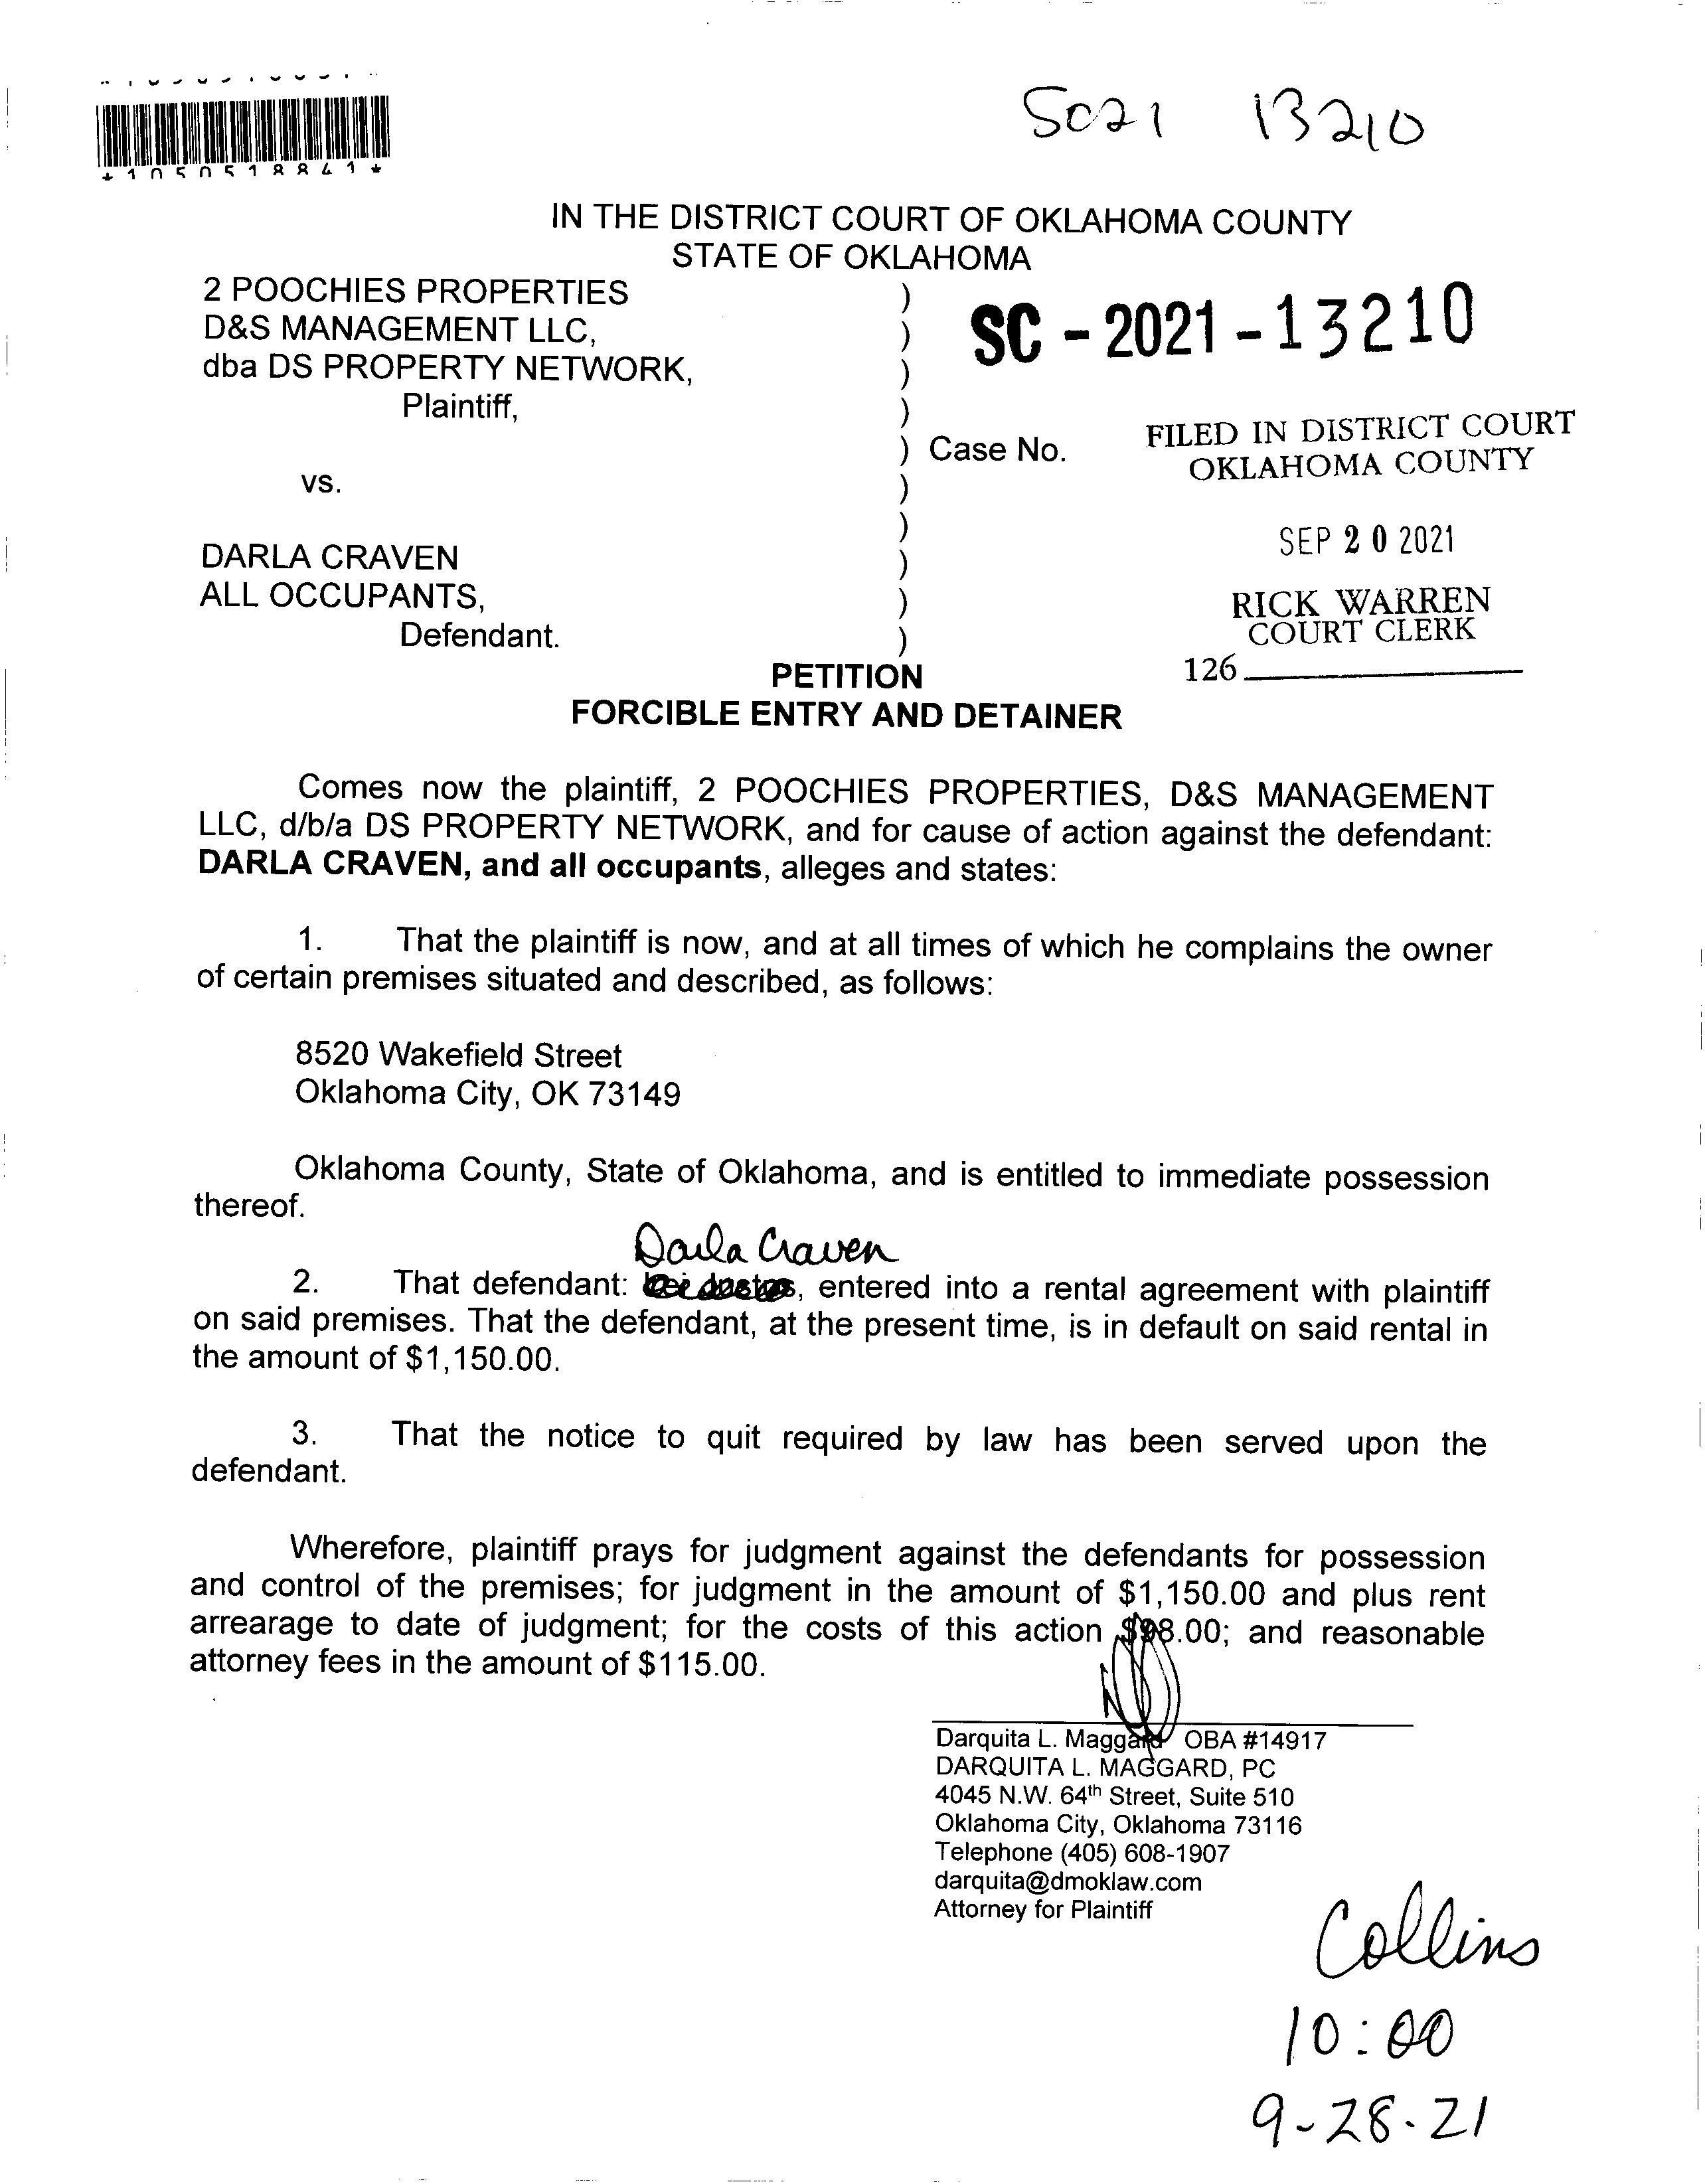 *1050518841*
SC21 13210
IN THE DISTRICT COURT OF OKLAHOMA COUNTY
STATE OF OKLAHOMA
2 POOCHIES PROPERTIES )
D&S MANAGEMENT LLC, )
dba DS PROPERTY NETWORK, )
Plaintiff, )
SC - 2021 - 13210
) Case No.
FILED IN DISTRICT COURT
OKLAHOMA COUNTY
vs. )
)
SEP 20 2021
DARLA CRAVEN )
ALL OCCUPANTS, )
Defendant. )
RICK WARREN
COURT CLERK
126
PETITION
FORCIBLE ENTRY AND DETAINER
Comes now the plaintiff, 2 POOCHIES PROPERTIES, D&S MANAGEMENT
LLC, d/b/a DS PROPERTY NETWORK, and for cause of action against the defendant:
DARLA CRAVEN, and all occupants, alleges and states:
1. That the plaintiff is now, and at all times of which he complains the owner
of certain premises situated and described, as follows:
8520 Wakefield Street
Oklahoma City, OK 73149
Oklahoma County, State of Oklahoma, and is entitled to immediate possession
thereof.
Darla Craven
2. That defendant: , entered into a rental agreement with plaintiff
on said premises. That the defendant, at the present time, is in default on said rental in
the amount of $1,150.00.
3. That the notice to quit required by law has been served upon the
defendant.
Wherefore, plaintiff prays for judgment against the defendants for possession
and control of the premises; for judgment in the amount of $1,150.00 and plus rent
arrearage to date of judgment; for the costs of this action $98.00; and reasonable
attorney fees in the amount of $115.00.
Darquita L. Maggard OBA #14917
DARQUITA L. MAGGARD, PC
4045 N.W. 64th Street, Suite 510
Oklahoma City, Oklahoma 73116
Telephone (405) 608-1907
darquita@dmoklaw.com
Attorney for Plaintiff
Collins
10:00
9-28-21